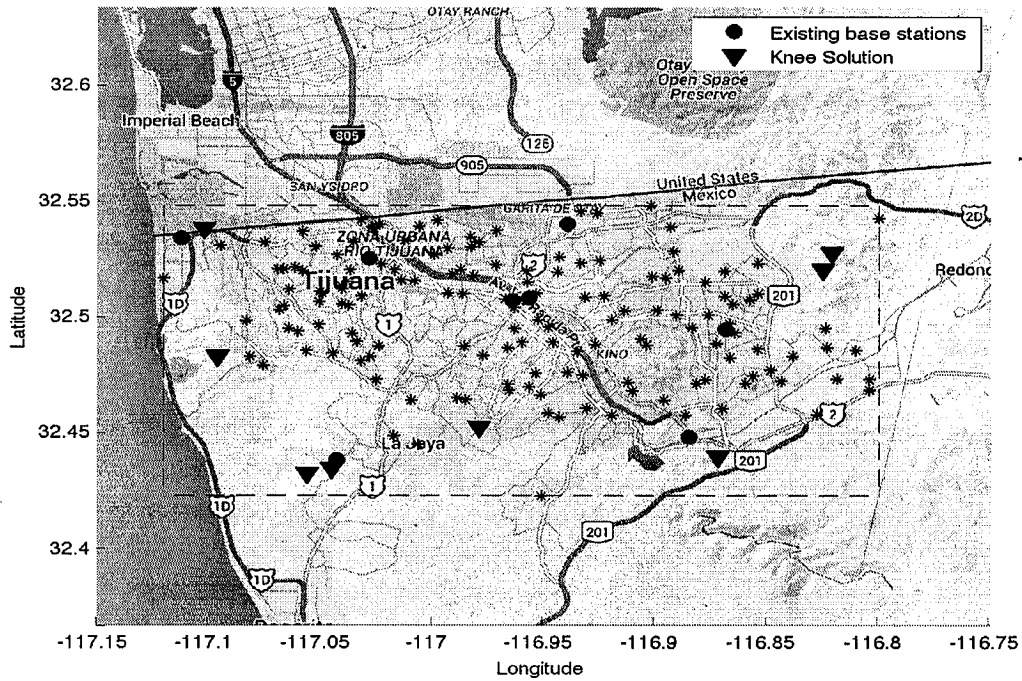 OTAY RANCH
Existing base stations
Knee Solution
5
Otay
Open Space
Preserve
32.6
Imperial Beach
805
125
905
SAN YSIDRO
United States
Mexico
32.55
GARITA DE OTAY
ZONA URBANA
RIO TIJUANA
2D
2
Tijuana
Redond
1D
201
32.5
1
KINO
Latitude
2
32.45
La Joya
201
1
1D
201
32.4
1D
-117.15
-117.1
-117.05
-117
-116.95
-116.9
-116.85
-116.8
-116.75
Longitude